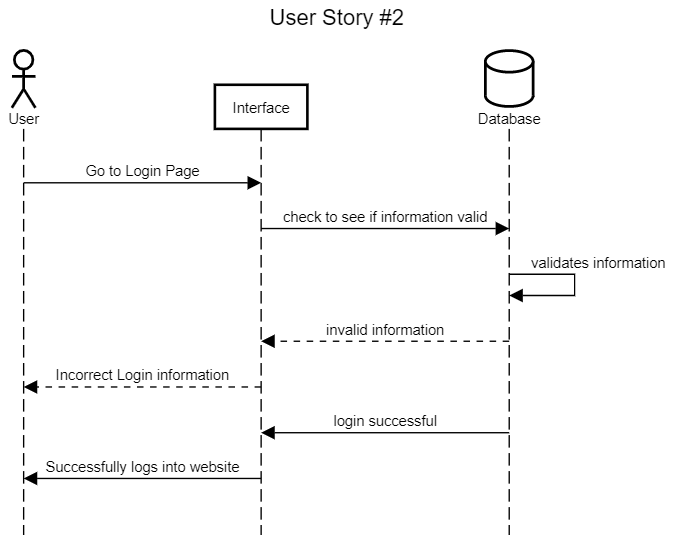 User Story #2
User
Interface
Database
Go to Login Page
check to see if information valid
validates information
invalid information
Incorrect Login information
login successful
Successfully logs into website